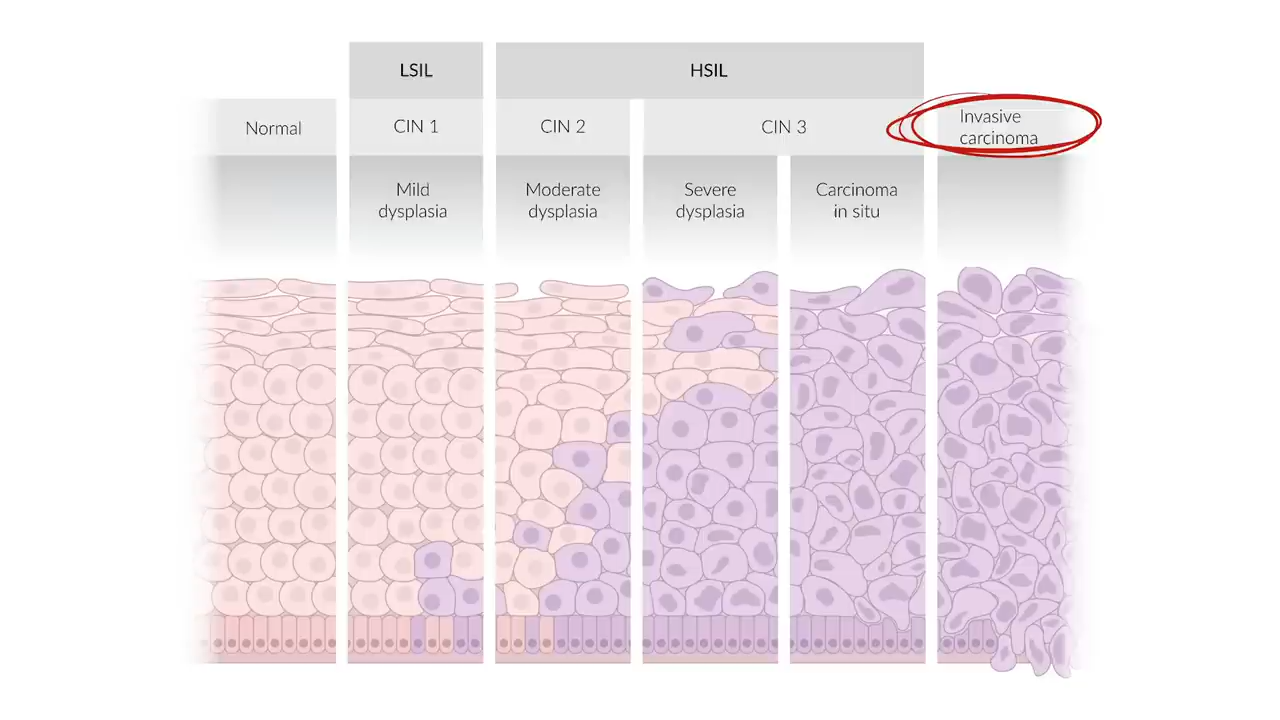 LSIL
HSIL
Normal
CIN 1
CIN 2
CIN 3
Invasive
carcinoma
Mild
dysplasia
Moderate
dysplasia
Severe
dysplasia
Carcinoma
in situ